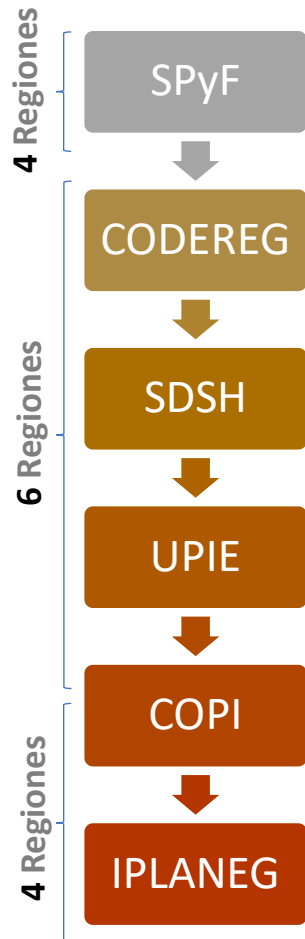 4 Regiones
SPyF
6 Regiones
CODEREG
SDSH
UPIE
COPI
4 Regiones
IPLANEG